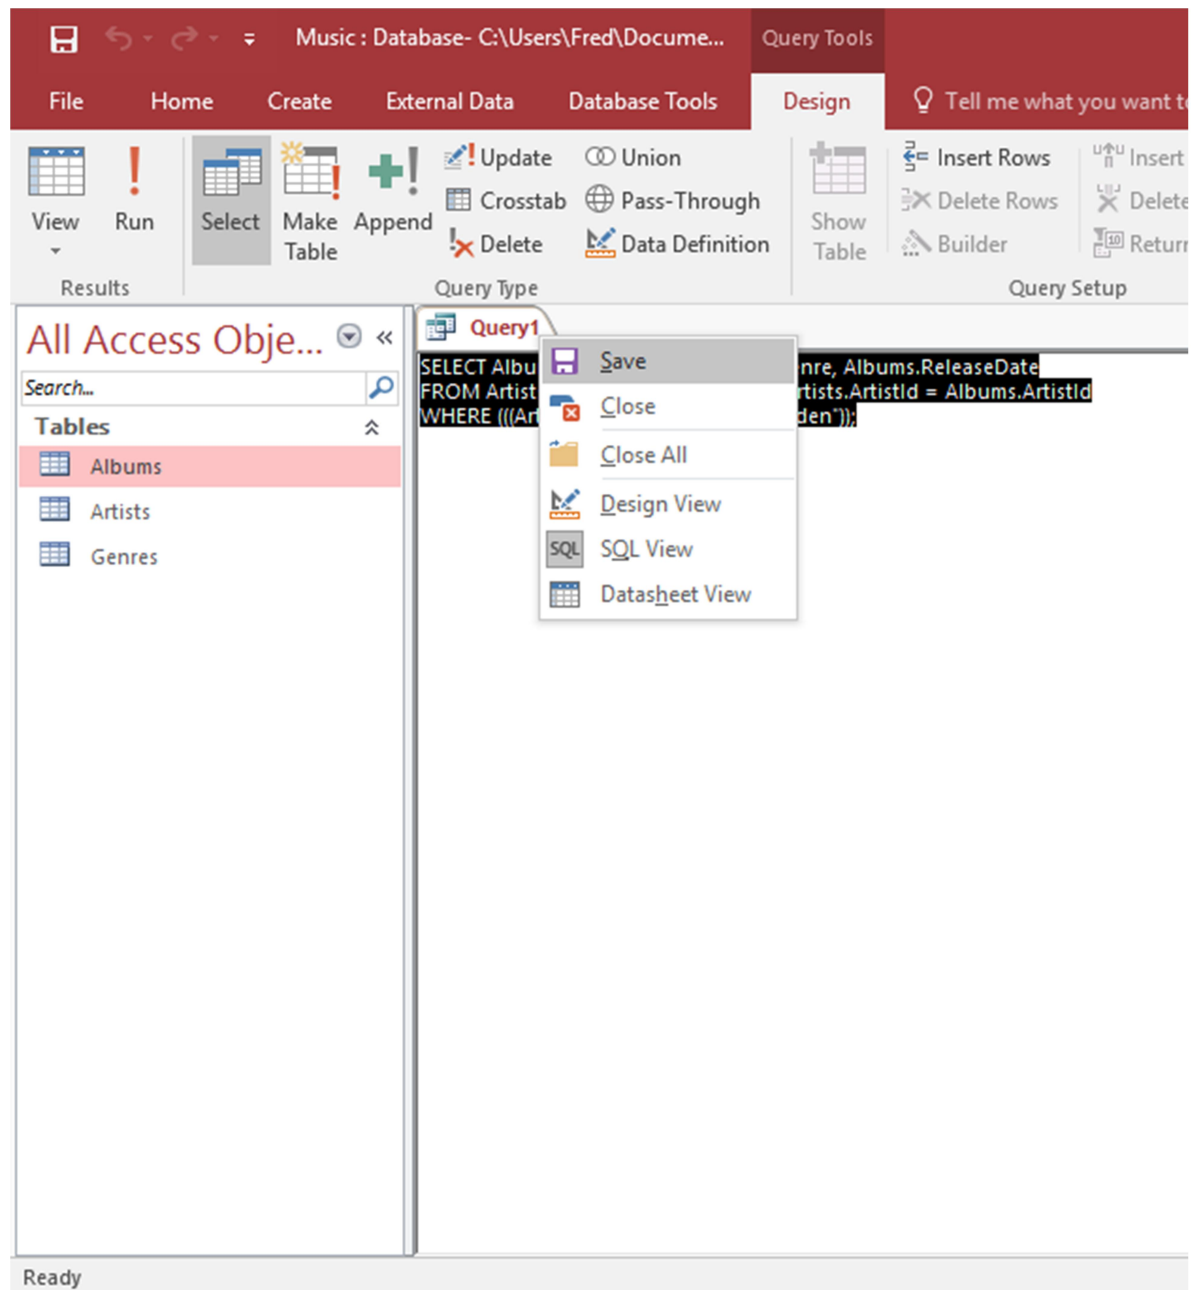 Music : Database- C:\Users\Fred\Docume...
Query Tools
File Home Create External Data Database Tools Design Tell me what you want to
View
Run
Select
Make Table
Append
Update
Crosstab
Delete
Union
Pass-Through
Data Definition
Show Table
Insert Rows
Delete Rows
Builder
Insert
Delete
Return
Results
Query Type
Query Setup
All Access Obje...
Search...
Tables
Albums
Artists
Genres
Query1
SELECT Albu nre, Albums.ReleaseDate
FROM Artist rtists.ArtistId = Albums.ArtistId
WHERE (((Art den"));
Save
Close
Close All
Design View
SQL SQL View
Datasheet View
Ready